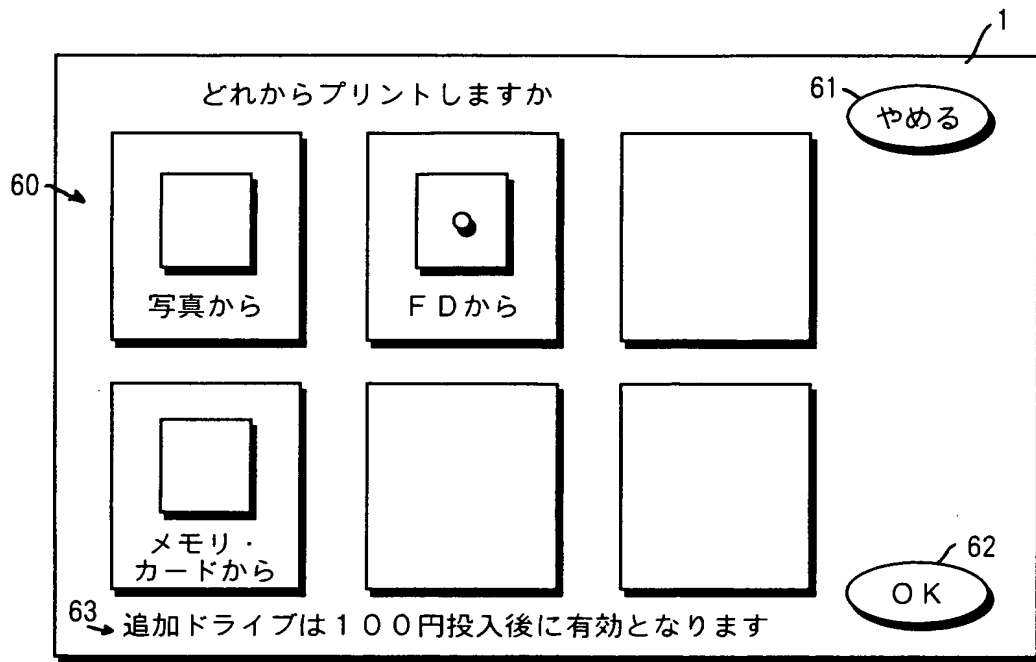 1
どれからプリントしますか
61
やめる
60
写真から
ＦＤから
メモリ・
カードから
62
ＯＫ
63
追加ドライブは１００円投入後に有効となります